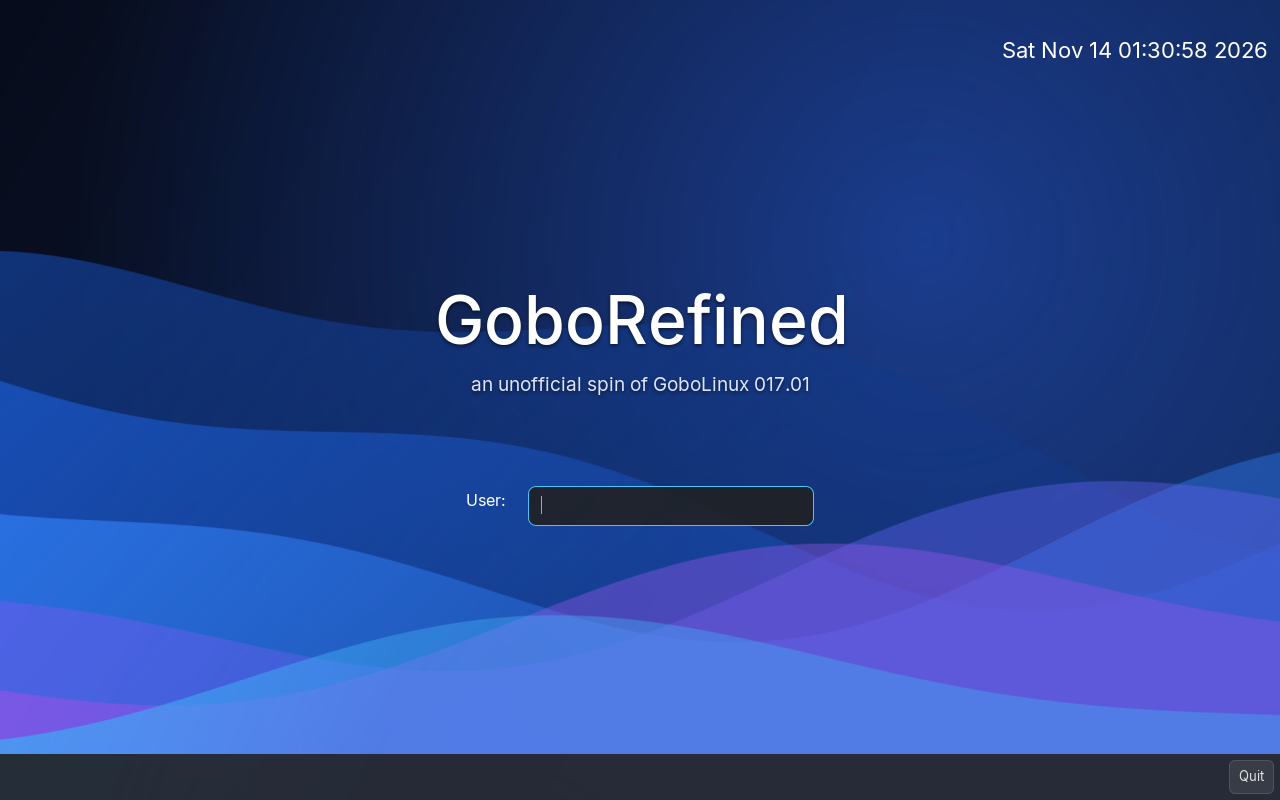 Sat Nov 14 01:30:58 2026
GoboRefined
an unofficial spin of GoboLinux 017.01
User:
Quit